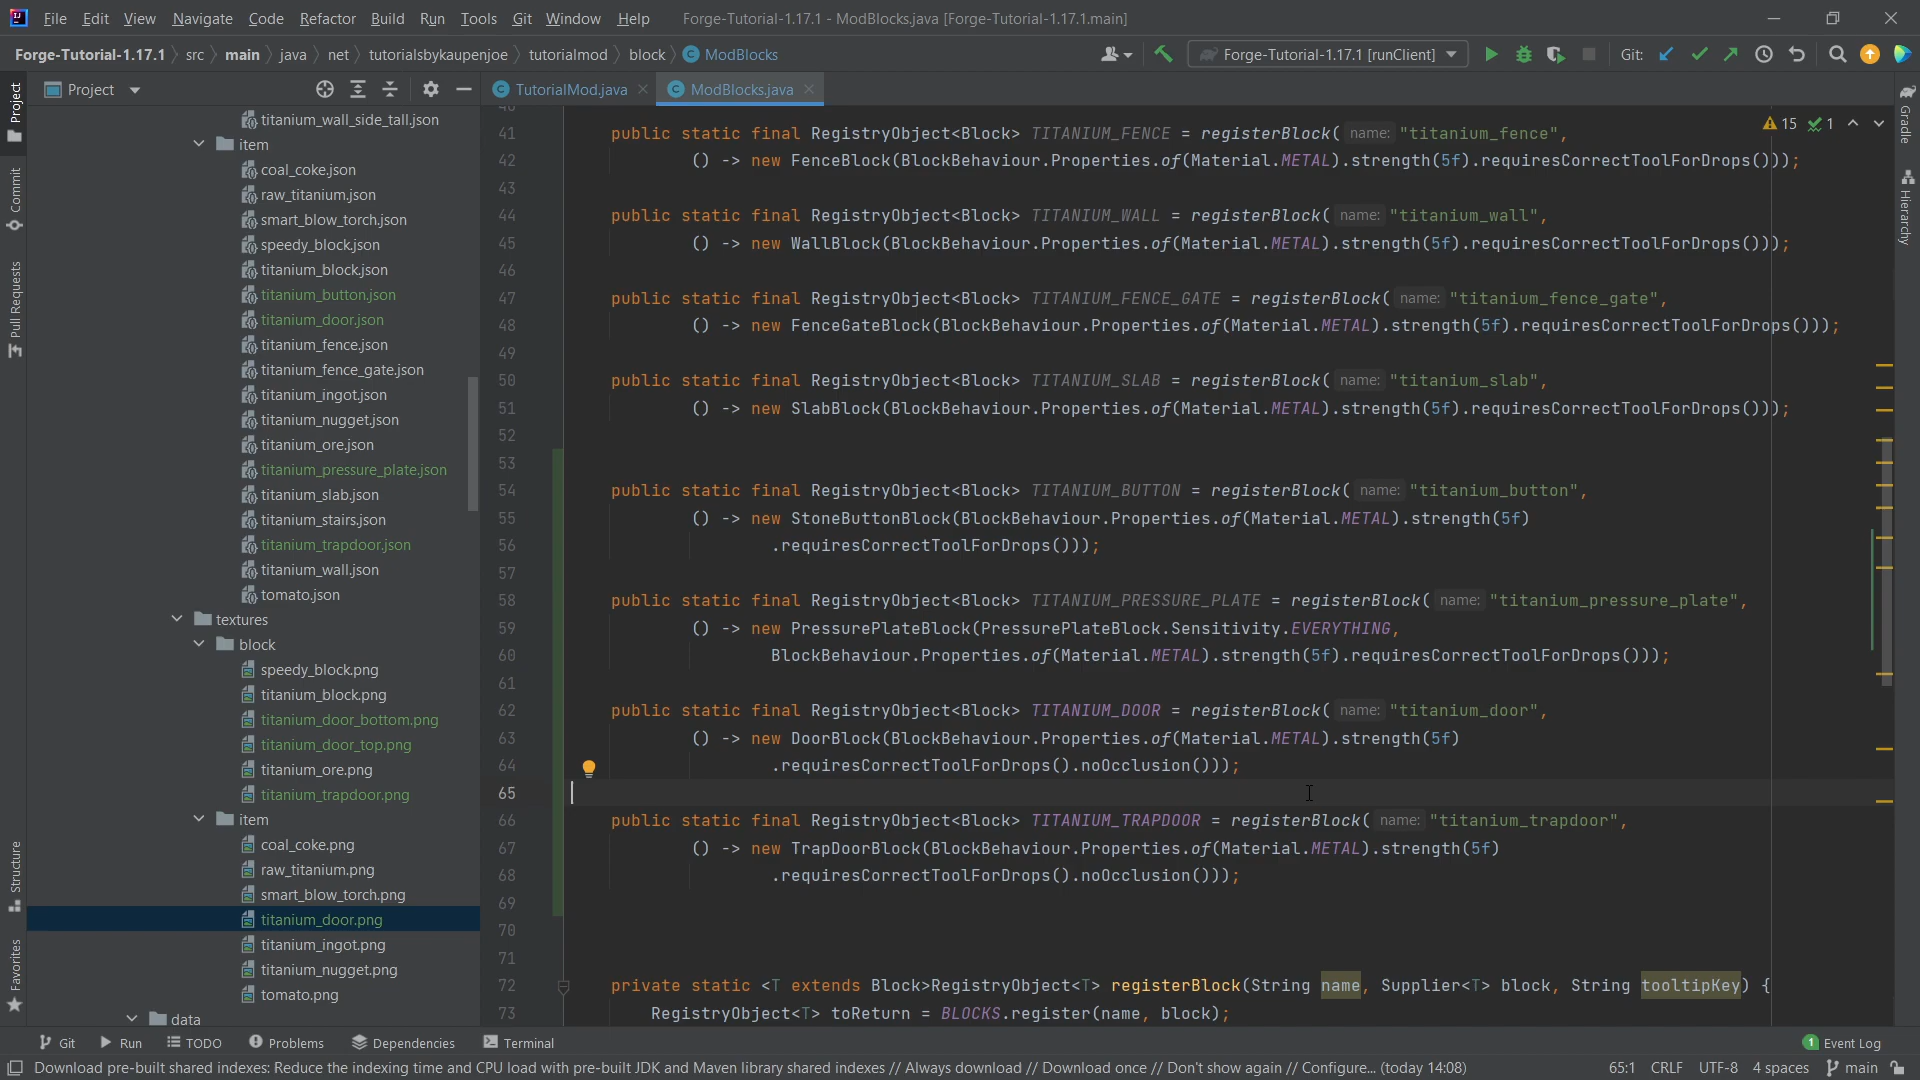 File Edit View Navigate Code Refactor Build Run Tools Git Window Help Forge-Tutorial-1.17.1 - ModBlocks.java [Forge-Tutorial-1.17.1.main]
Forge-Tutorial-1.17.1 src main java net tutorialsbykaupenjoe tutorialmod block ModBlocks Forge-Tutorial-1.17.1 [runClient] Git:
Project
Commit
Pull Requests
Structure
Favorites
Project
titanium_wall_side_tall.json
item
coal_coke.json
raw_titanium.json
smart_blow_torch.json
speedy_block.json
titanium_block.json
titanium_button.json
titanium_door.json
titanium_fence.json
titanium_fence_gate.json
titanium_ingot.json
titanium_nugget.json
titanium_ore.json
titanium_pressure_plate.json
titanium_slab.json
titanium_stairs.json
titanium_trapdoor.json
titanium_wall.json
tomato.json
textures
block
speedy_block.png
titanium_block.png
titanium_door_bottom.png
titanium_door_top.png
titanium_ore.png
titanium_trapdoor.png
item
coal_coke.png
raw_titanium.png
smart_blow_torch.png
titanium_door.png
titanium_ingot.png
titanium_nugget.png
tomato.png
data
TutorialMod.java ModBlocks.java
15 1
41 public static final RegistryObject<Block> TITANIUM_FENCE = registerBlock( name: "titanium_fence",
42 () -> new FenceBlock(BlockBehaviour.Properties.of(Material.METAL).strength(5f).requiresCorrectToolForDrops()));
43
44 public static final RegistryObject<Block> TITANIUM_WALL = registerBlock( name: "titanium_wall",
45 () -> new WallBlock(BlockBehaviour.Properties.of(Material.METAL).strength(5f).requiresCorrectToolForDrops()));
46
47 public static final RegistryObject<Block> TITANIUM_FENCE_GATE = registerBlock( name: "titanium_fence_gate",
48 () -> new FenceGateBlock(BlockBehaviour.Properties.of(Material.METAL).strength(5f).requiresCorrectToolForDrops()));
49
50 public static final RegistryObject<Block> TITANIUM_SLAB = registerBlock( name: "titanium_slab",
51 () -> new SlabBlock(BlockBehaviour.Properties.of(Material.METAL).strength(5f).requiresCorrectToolForDrops()));
52
53
54 public static final RegistryObject<Block> TITANIUM_BUTTON = registerBlock( name: "titanium_button",
55 () -> new StoneButtonBlock(BlockBehaviour.Properties.of(Material.METAL).strength(5f)
56 .requiresCorrectToolForDrops()));
57
58 public static final RegistryObject<Block> TITANIUM_PRESSURE_PLATE = registerBlock( name: "titanium_pressure_plate",
59 () -> new PressurePlateBlock(PressurePlateBlock.Sensitivity.EVERYTHING,
60 BlockBehaviour.Properties.of(Material.METAL).strength(5f).requiresCorrectToolForDrops()));
61
62 public static final RegistryObject<Block> TITANIUM_DOOR = registerBlock( name: "titanium_door",
63 () -> new DoorBlock(BlockBehaviour.Properties.of(Material.METAL).strength(5f)
64 .requiresCorrectToolForDrops().noOcclusion()));
65
66 public static final RegistryObject<Block> TITANIUM_TRAPDOOR = registerBlock( name: "titanium_trapdoor",
67 () -> new TrapDoorBlock(BlockBehaviour.Properties.of(Material.METAL).strength(5f)
68 .requiresCorrectToolForDrops().noOcclusion()));
69
70
71
72 private static <T extends Block>RegistryObject<T> registerBlock(String name, Supplier<T> block, String tooltipKey) {
73 RegistryObject<T> toReturn = BLOCKS.register(name, block);
Gradle
Hierarchy
Git Run TODO Problems Dependencies Terminal 1 Event Log
Download pre-built shared indexes: Reduce the indexing time and CPU load with pre-built JDK and Maven library shared indexes // Always download // Download once // Don't show again // Configure... (today 14:08) 65:1 CRLF UTF-8 4 spaces main